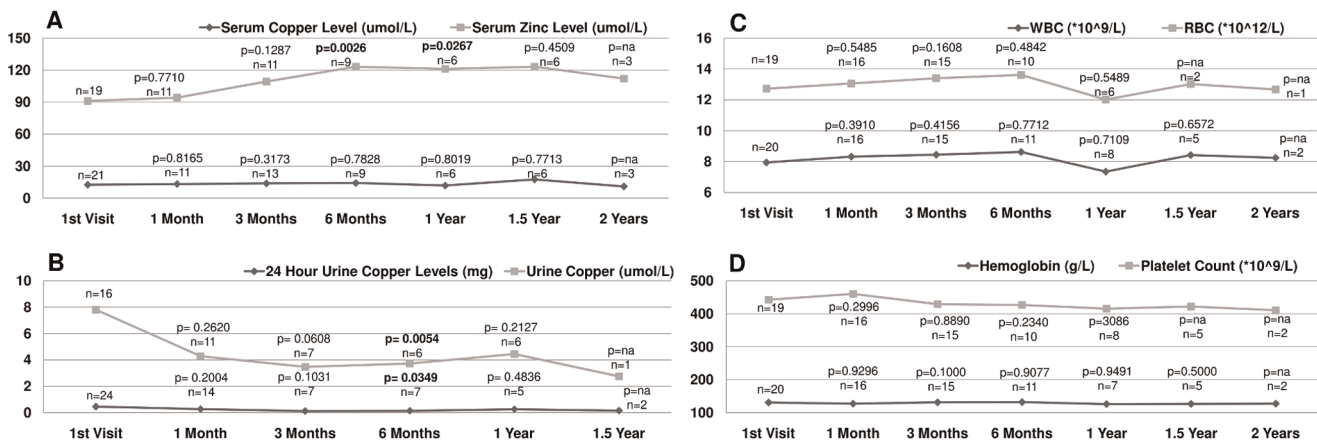 A
Serum Copper Level (umol/L) Serum Zinc Level (umol/L)
150
120
90
60
30
0
n=19
p=0.7710
n=11
p=0.1287
n=11
p=0.0026
n=9
p=0.0267
n=6
p=0.4509
n=6
p=na
n=3
n=21
p=0.8165
n=11
p=0.3173
n=13
p=0.7828
n=9
p=0.8019
n=6
p=0.7713
n=6
p=na
n=3
1st Visit 1 Month 3 Months 6 Months 1 Year 1.5 Year 2 Years
B
24 Hour Urine Copper Levels (mg) Urine Copper (umol/L)
10
8
6
4
2
0
n=16
p= 0.2620
n=11
p= 0.0608
n=7
p= 0.0054
n=6
p= 0.2127
n=6
p=na
n=1
n=24
p= 0.2004
n=14
p= 0.1031
n=7
p= 0.0349
n=7
p= 0.4836
n=5
p=na
n=2
1st Visit 1 Month 3 Months 6 Months 1 Year 1.5 Year
C
WBC (*10^9/L) RBC (*10^12/L)
16
14
12
10
8
6
n=19
p=0.5485
n=16
p=0.1608
n=15
p=0.4842
n=10
p=0.5489
n=6
p=na
n=2
p=na
n=1
n=20
p=0.3910
n=16
p=0.4156
n=15
p=0.7712
n=11
p=0.7109
n=8
p=0.6572
n=5
p=na
n=2
1st Visit 1 Month 3 Months 6 Months 1 Year 1.5 Year 2 Years
D
Hemoglobin (g/L) Platelet Count (*10^9/L)
500
400
300
200
100
n=19
p=0.2996
n=16
p=0.8890
n=15
p=0.2340
n=10
p=3086
n=8
p=na
n=5
p=na
n=2
n=20
p=0.9296
n=16
p=0.1000
n=15
p=0.9077
n=11
p=0.9491
n=7
p=0.5000
n=5
p=na
n=2
1st Visit 1 Month 3 Months 6 Months 1 Year 1.5 Year 2 Years